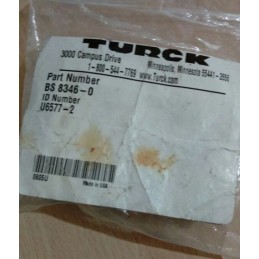 TURCK
3000 Campus Drive
Minneapolis, Minnesota 55441-2656
1-800-544-7769 www.Turck.com
Part Number
BS 8346-0
ID Number
U6577-2
Made in USA